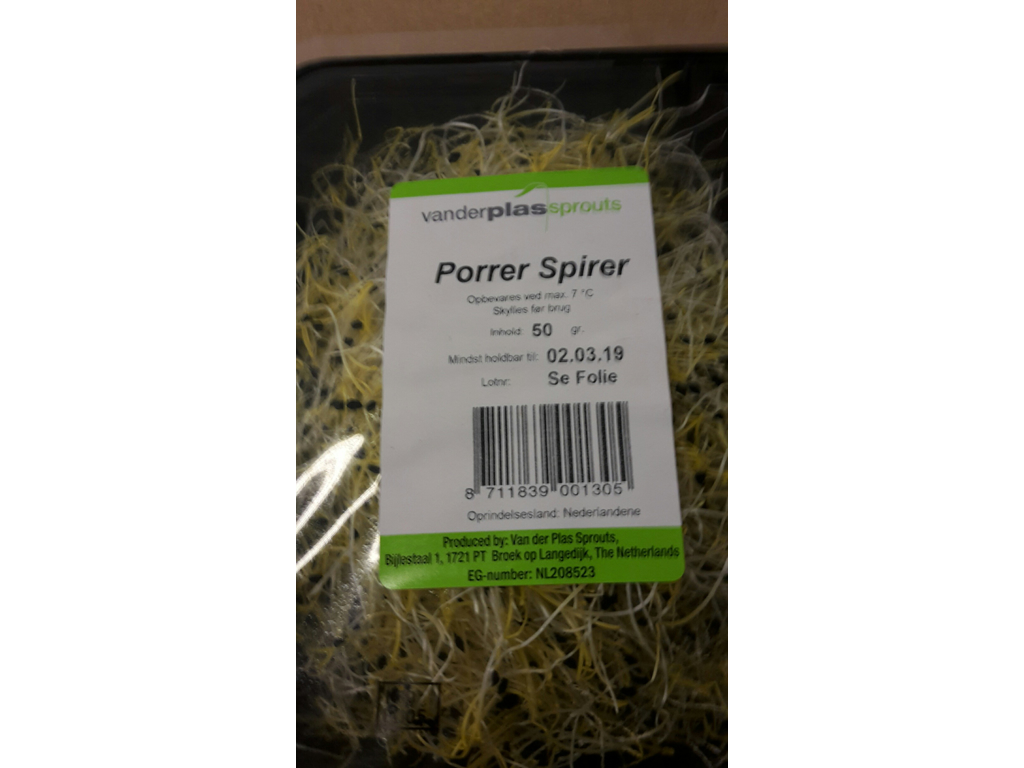 vanderplassprouts
Porrer Spirer
Opbevares ved max. 7 °C
Skylles før brug
Inhold: 50 gr.
Mindst holdbar til: 02.03.19
Lotnr: Se Folie
8 711839 001305
Oprindelsesland: Nederlandene
Produced by: Van der Plas Sprouts,
Bijlestaal 1, 1721 PT Broek op Langedijk, The Netherlands
EG-number: NL208523